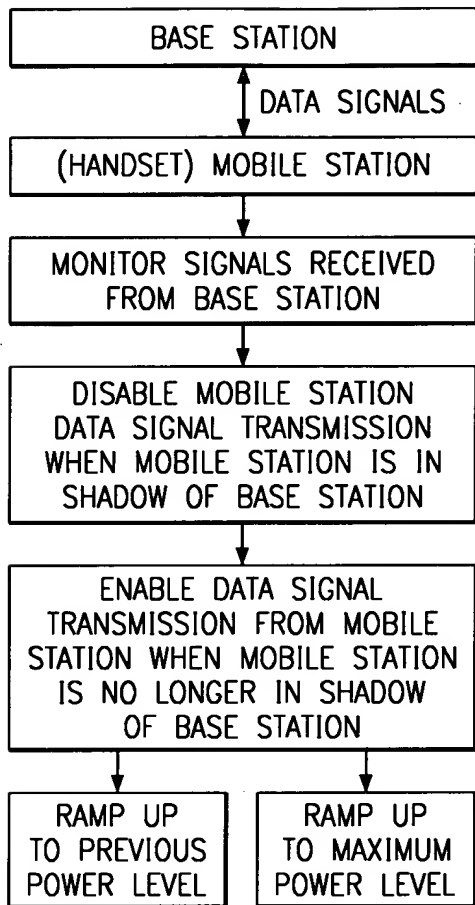 BASE STATION
DATA SIGNALS
(HANDSET) MOBILE STATION
MONITOR SIGNALS RECEIVED
FROM BASE STATION
DISABLE MOBILE STATION
DATA SIGNAL TRANSMISSION
WHEN MOBILE STATION IS IN
SHADOW OF BASE STATION
ENABLE DATA SIGNAL
TRANSMISSION FROM MOBILE
STATION WHEN MOBILE STATION
IS NO LONGER IN SHADOW
OF BASE STATION
RAMP UP
TO PREVIOUS
POWER LEVEL
RAMP UP
TO MAXIMUM
POWER LEVEL